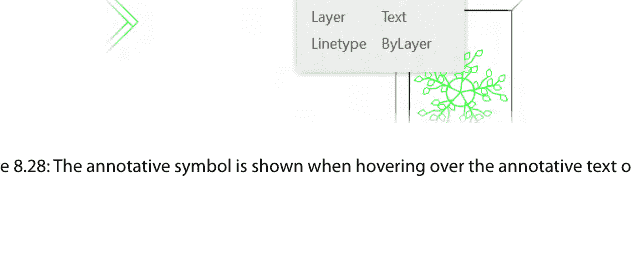 Layer Text
Linetype ByLayer
e 8.28: The annotative symbol is shown when hovering over the annotative text o